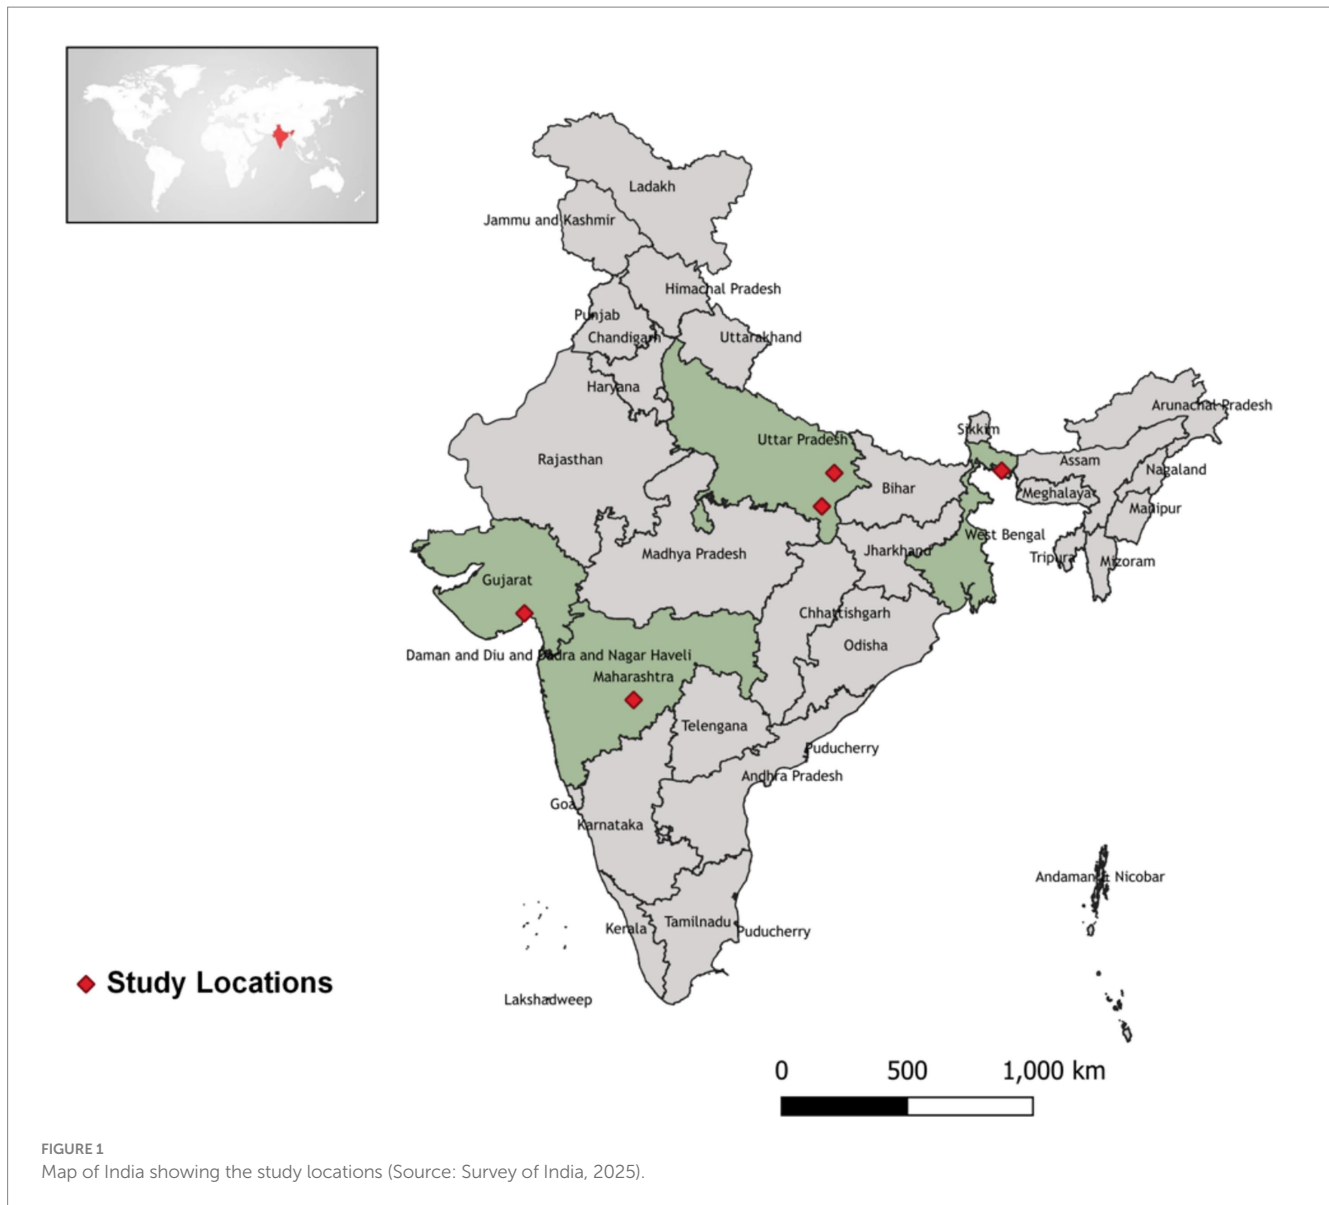 Ladakh
Jammu and Kashmir
Himachal Pradesh
Punjab
Chandigarh
Uttarakhand
Haryana
Arunachal Pradesh
Sikkim
Uttar Pradesh
Rajasthan
Assam
Nagaland
Bihar
Meghalaya
Manipur
West Bengal
Jharkhand
Madhya Pradesh
Tripura
Mizoram
Gujarat
Chhattishgarh
Odisha
Daman and Diu and Dadra and Nagar Haveli
Maharashtra
Telengana
Puducherry
Andhra Pradesh
Goa
Karnataka
Andaman & Nicobar
Kerala
Tamilnadu
Puducherry
Study Locations
Lakshadweep
0 500 1,000 km
FIGURE 1
Map of India showing the study locations (Source: Survey of India, 2025).